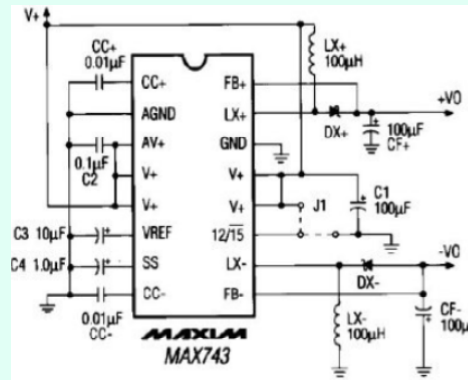 V+
CC+
0.01µF
CC+
AGND
AV+
0.1µF
C2
V+
V+
C3 10µF
VREF
C4 1.0µF
SS
CC-
0.01µF
CC-
FB+
LX+
GND
V+
V+
12/15
LX-
FB-
LX+
100µH
+VO
DX+
100µF
CF+
J1
C1
100µF
-VO
DX-
LX-
100µH
CF-
100µ
MAXIM
MAX743